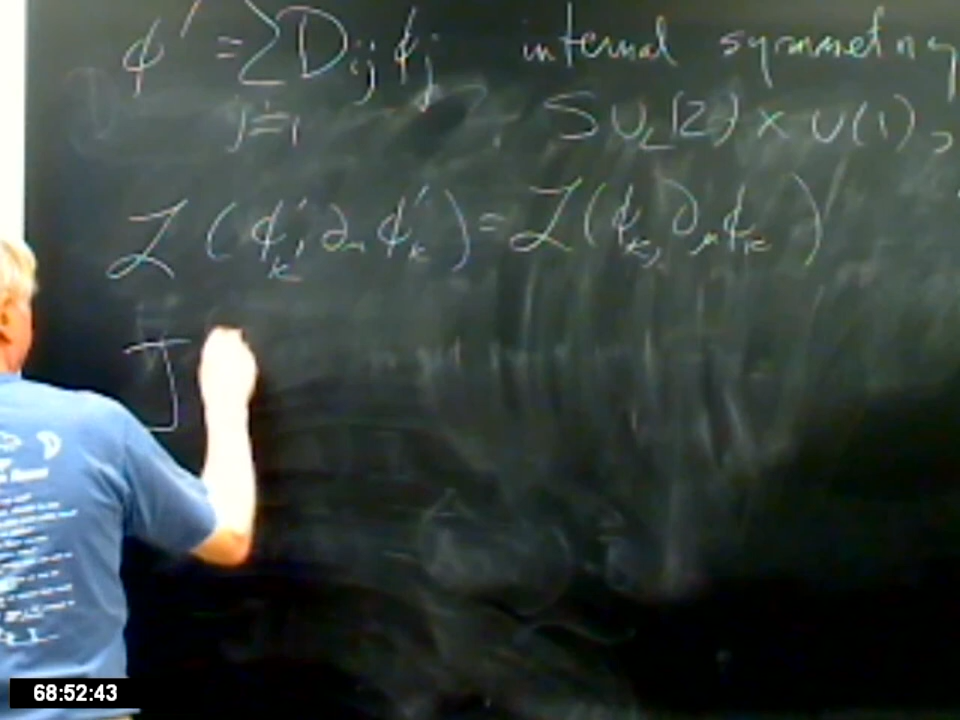 ϕ' = ∑ D_ij ϕ_j internal symmetry
j=1 SU_L(2) × U(1),
ℒ(ϕ'_k, ∂_μ ϕ'_k) = ℒ(ϕ_k, ∂_μ ϕ_k)
J
68:52:43